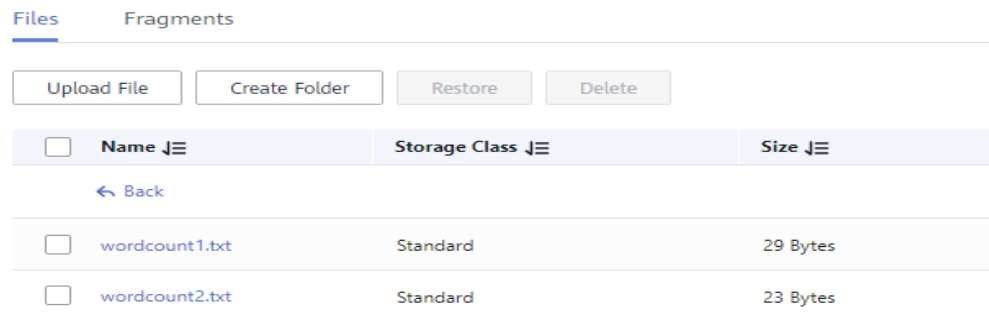 Files Fragments
Upload File Create Folder Restore Delete
Name Storage Class Size
Back
wordcount1.txt Standard 29 Bytes
wordcount2.txt Standard 23 Bytes